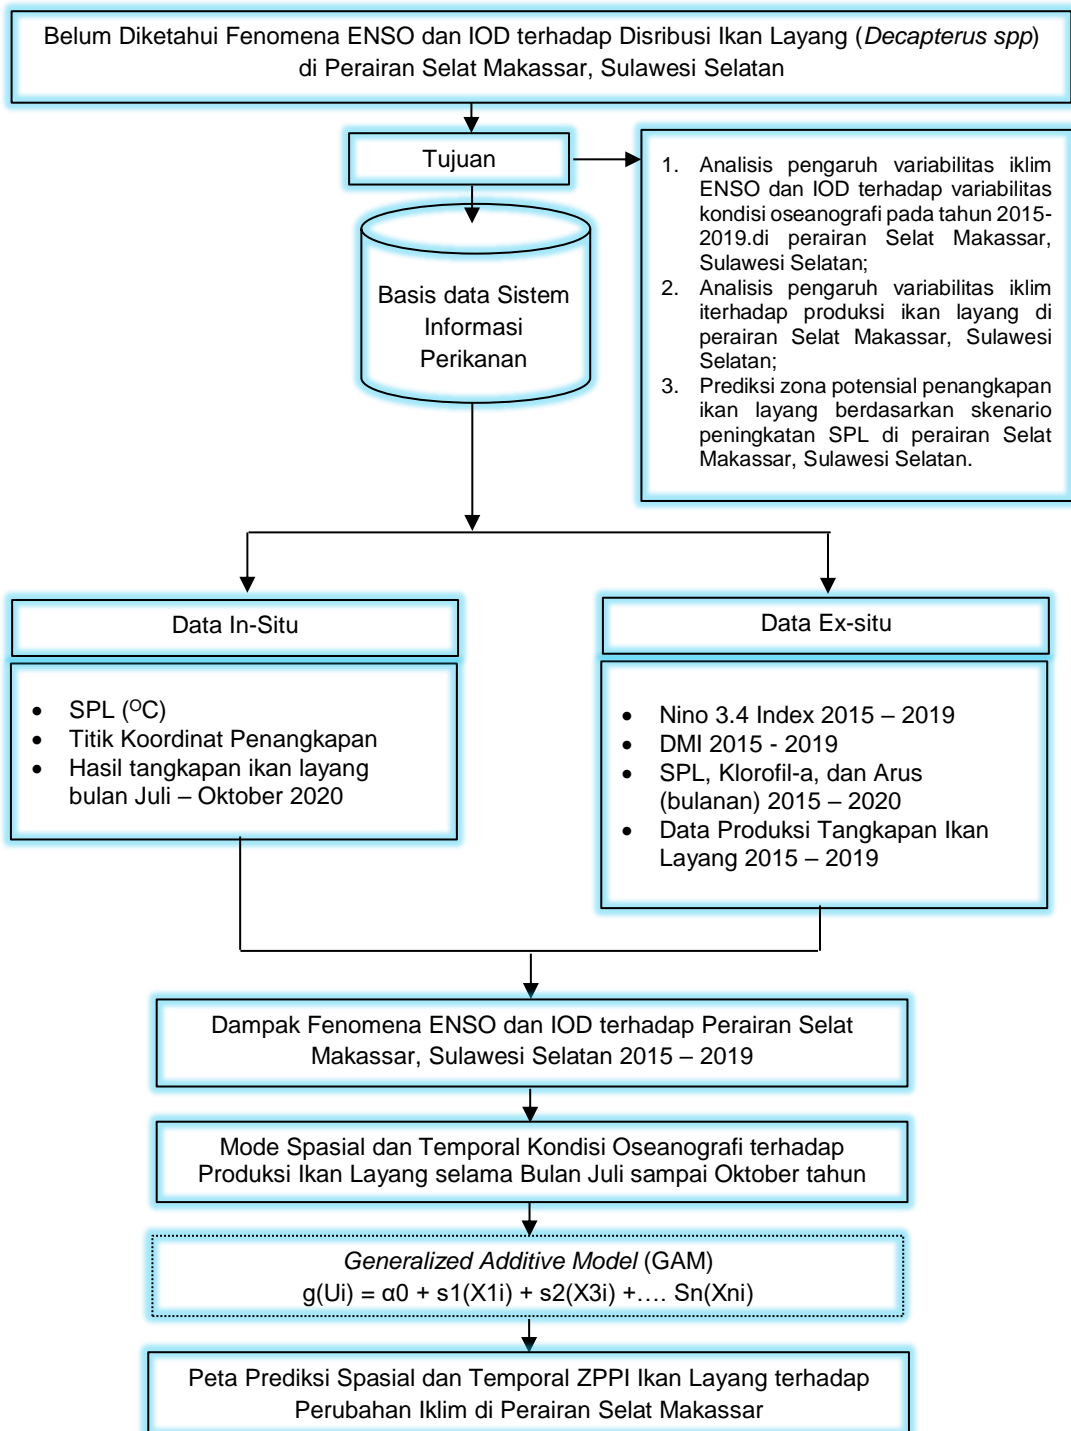 Belum Diketahui Fenomena ENSO dan IOD terhadap Disribusi Ikan Layang (Decapterus spp)
di Perairan Selat Makassar, Sulawesi Selatan
Tujuan
1. Analisis pengaruh variabilitas iklim
ENSO dan IOD terhadap variabilitas
kondisi oseanografi pada tahun 2015-
2019.di perairan Selat Makassar,
Sulawesi Selatan;
2. Analisis pengaruh variabilitas iklim
iterhadap produksi ikan layang di
perairan Selat Makassar, Sulawesi
Selatan;
3. Prediksi zona potensial penangkapan
ikan layang berdasarkan skenario
peningkatan SPL di perairan Selat
Makassar, Sulawesi Selatan.
Basis data Sistem
Informasi
Perikanan
Data In-Situ
• SPL (ᴼC)
• Titik Koordinat Penangkapan
• Hasil tangkapan ikan layang
bulan Juli – Oktober 2020
Data Ex-situ
• Nino 3.4 Index 2015 – 2019
• DMI 2015 - 2019
• SPL, Klorofil-a, dan Arus
(bulanan) 2015 – 2020
• Data Produksi Tangkapan Ikan
Layang 2015 – 2019
Dampak Fenomena ENSO dan IOD terhadap Perairan Selat
Makassar, Sulawesi Selatan 2015 – 2019
Mode Spasial dan Temporal Kondisi Oseanografi terhadap
Produksi Ikan Layang selama Bulan Juli sampai Oktober tahun
Generalized Additive Model (GAM)
g(Ui) = α0 + s1(X1i) + s2(X3i) +…. Sn(Xni)
Peta Prediksi Spasial dan Temporal ZPPI Ikan Layang terhadap
Perubahan Iklim di Perairan Selat Makassar